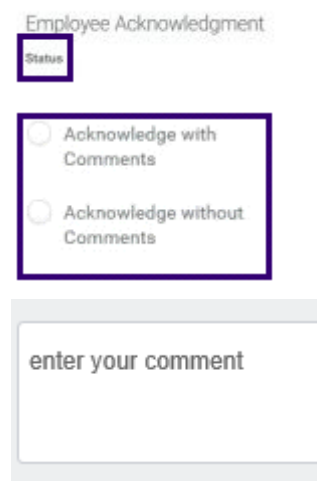 Employee Acknowledgment
Status
Acknowledge with
Comments
Acknowledge without
Comments
enter your comment